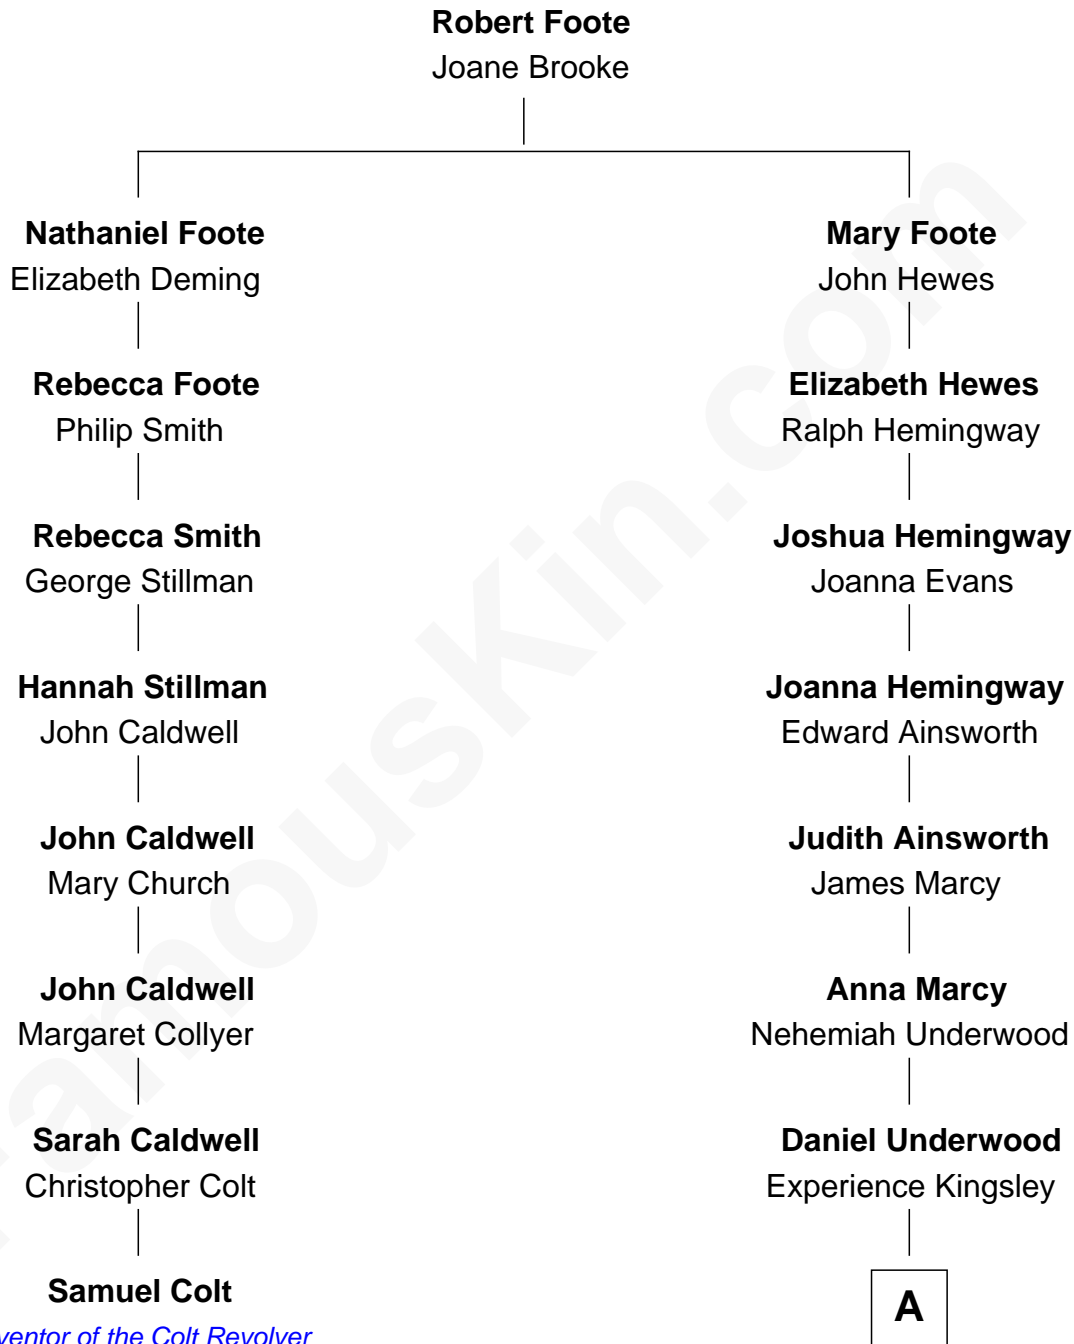 Robert Foote
Joane Brooke
Nathaniel Foote
Elizabeth Deming
Mary Foote
John Hewes
Rebecca Foote
Philip Smith
Elizabeth Hewes
Ralph Hemingway
Rebecca Smith
George Stillman
Joshua Hemingway
Joanna Evans
Hannah Stillman
John Caldwell
Joanna Hemingway
Edward Ainsworth
John Caldwell
Mary Church
Judith Ainsworth
James Marcy
John Caldwell
Margaret Collyer
Anna Marcy
Nehemiah Underwood
Sarah Caldwell
Christopher Colt
Daniel Underwood
Experience Kingsley
Samuel Colt
ventor of the Colt Revolver
A
FamousKin.com